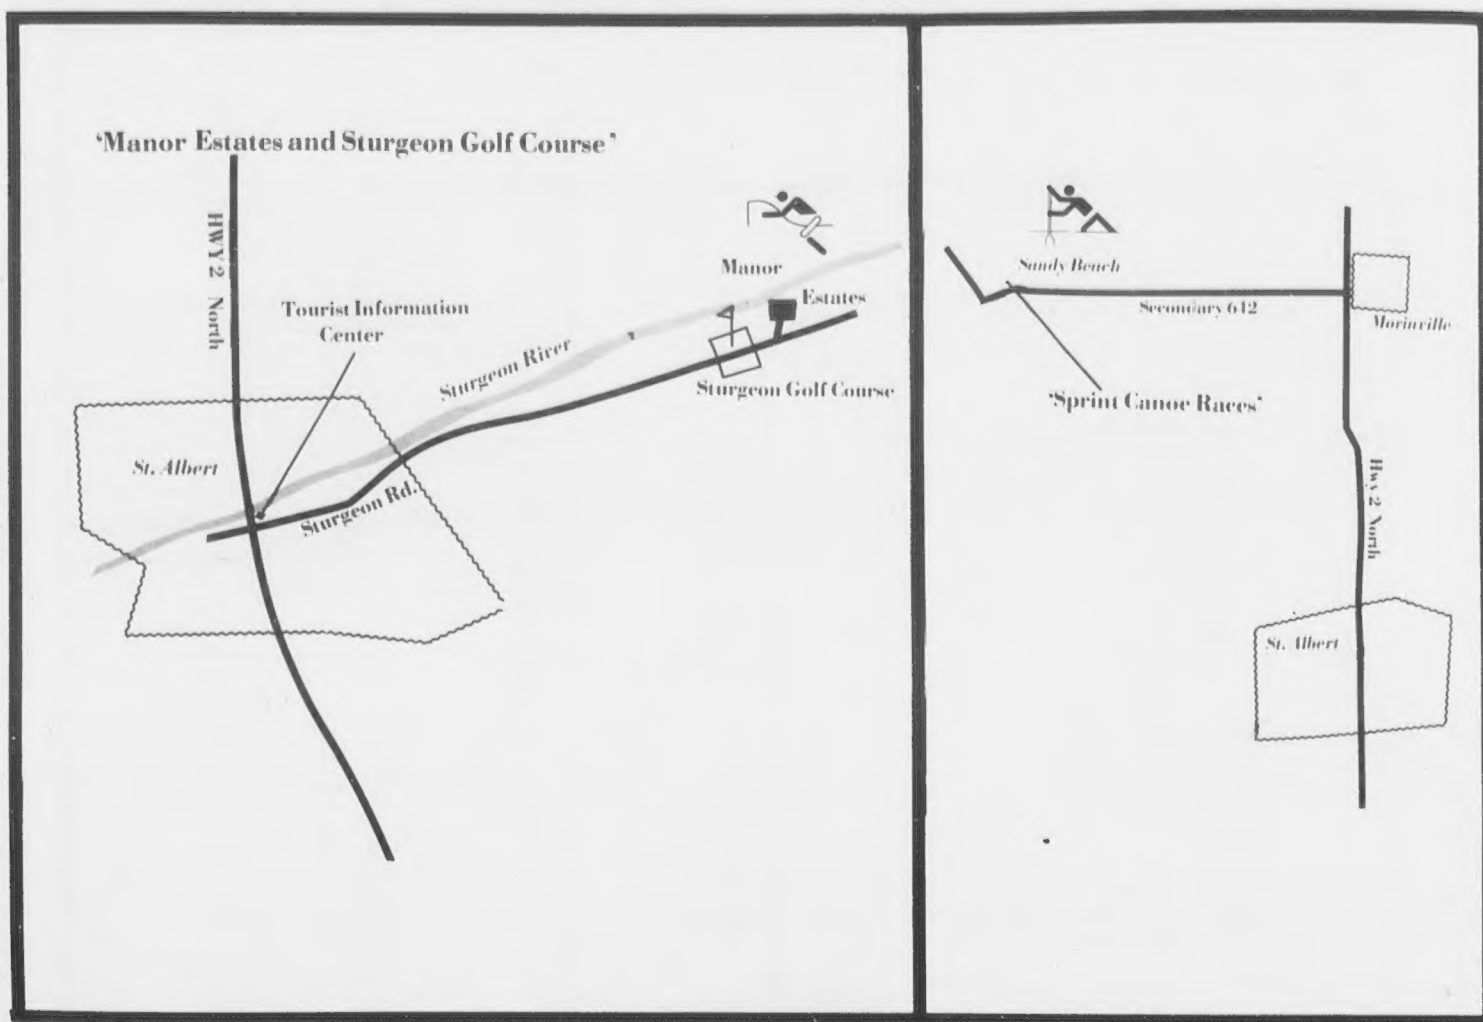 ‘Manor Estates and Sturgeon Golf Course’
HWY 2 North
Tourist Information
Center
Manor
Estates
Sturgeon River
Sturgeon Golf Course
St. Albert
Sturgeon Rd.
Sandy Beach
Secondary 642
Morinville
‘Sprint Canoe Races’
Hwy 2 North
St. Albert